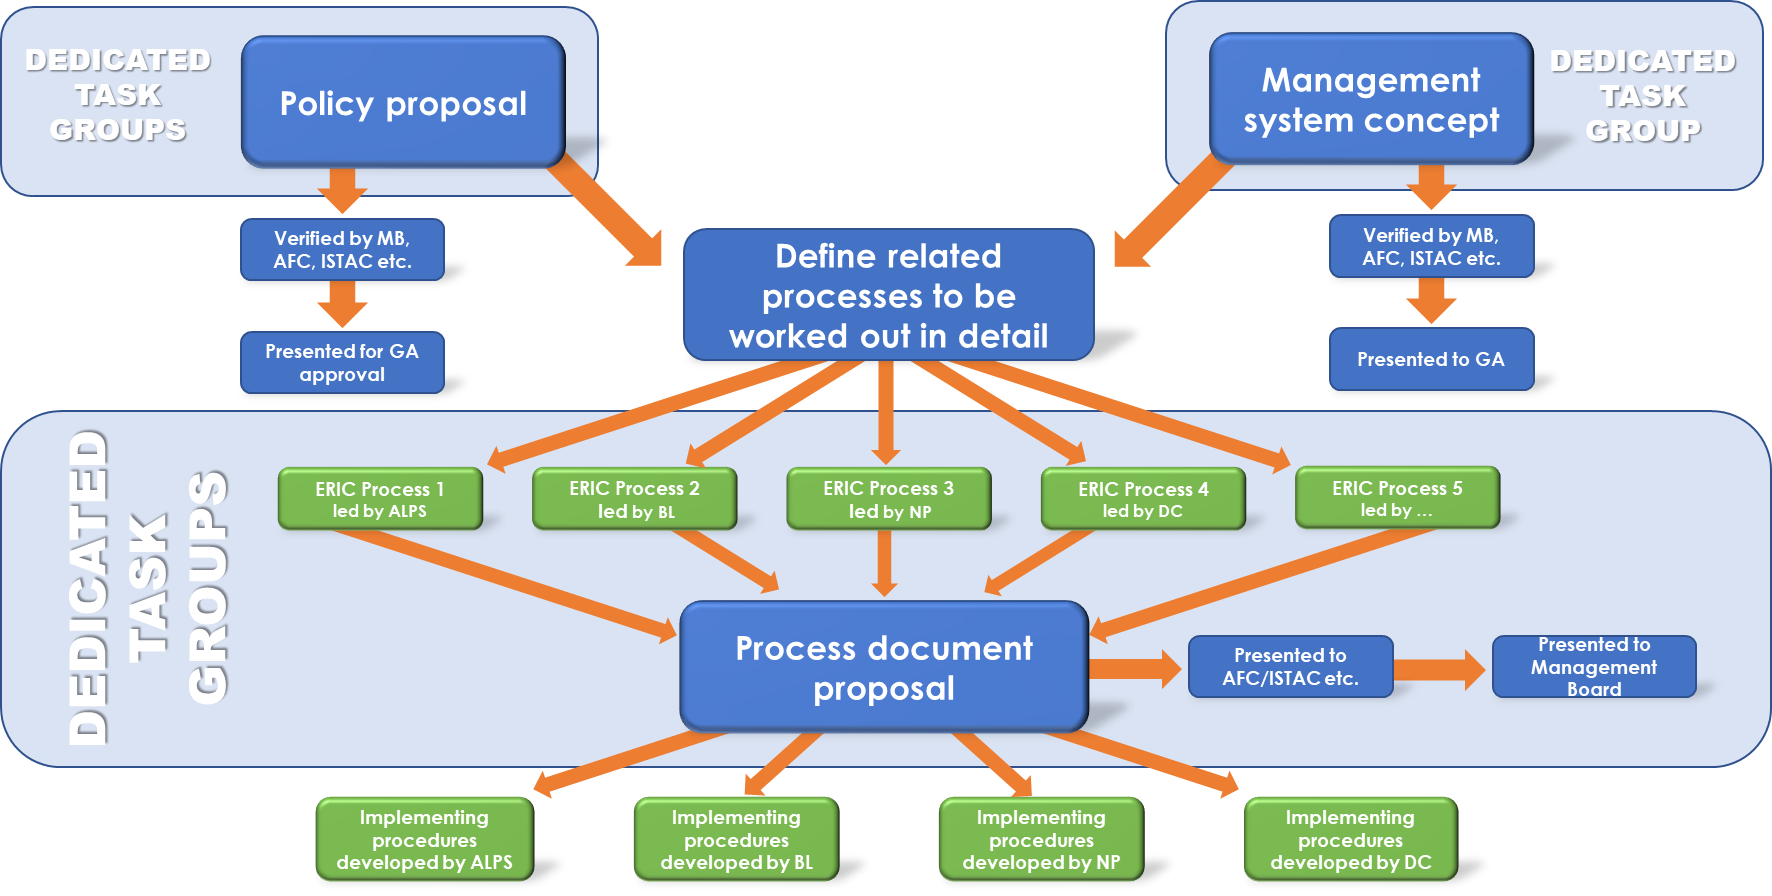 DEDICATED
TASK
GROUPS
Policy proposal
Management
system concept
DEDICATED
TASK
GROUP
Verified by MB,
AFC, ISTAC etc.
Presented for GA
approval
Define related
processes to be
worked out in detail
Verified by MB,
AFC, ISTAC etc.
Presented to GA
DEDICATED
TASK
GROUPS
ERIC Process 1
led by ALPS
ERIC Process 2
led by BL
ERIC Process 3
led by NP
ERIC Process 4
led by DC
ERIC Process 5
led by ...
Process document
proposal
Presented to
AFC/ISTAC etc.
Presented to
Management
Board
Implementing
procedures
developed by ALPS
Implementing
procedures
developed by BL
Implementing
procedures
developed by NP
Implementing
procedures
developed by DC